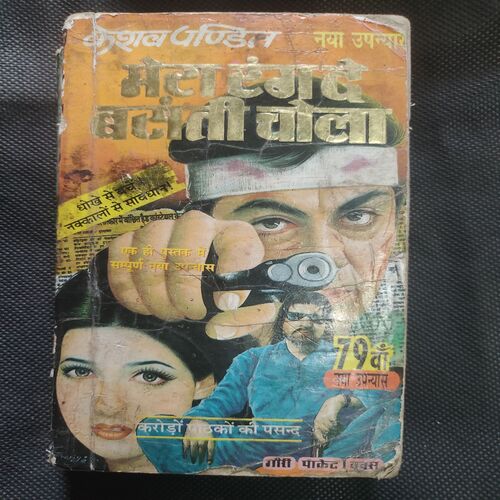 केशव पण्डित
नया उपन्यास
मेरा रंग दे
बसंती चोला
धोखे से बचें
नक्कालों से सावधान!
एक ही पुस्तक में
सम्पूर्ण नया उपन्यास
79वाँ
नया उपन्यास
करोड़ों पाठकों की पसन्द
गौरी पॉकेट बुक्स